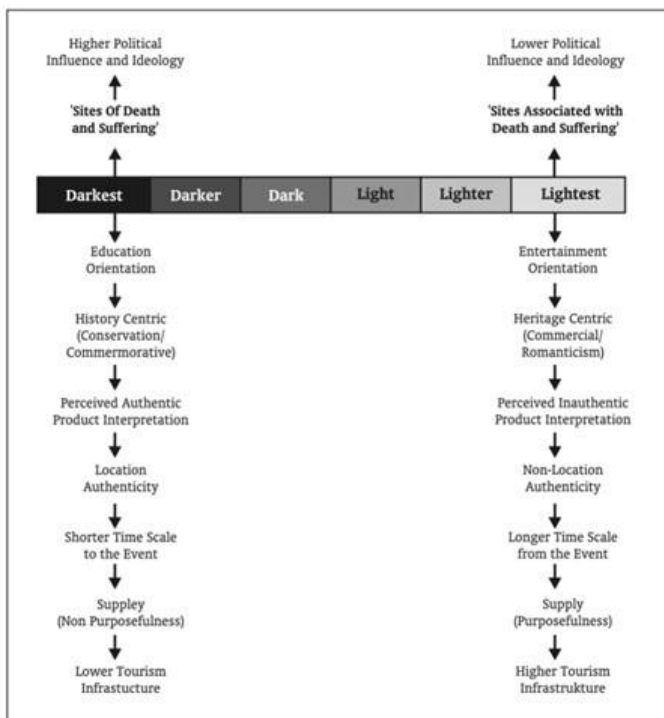 Higher Political
Influence and Ideology
Lower Political
Influence and Ideology
'Sites Of Death
and Suffering'
'Sites Associated with
Death and Suffering'
Darkest Darker Dark Light Lighter Lightest
Education
Orientation
Entertainment
Orientation
History Centric
(Conservation/
Commermorative)
Heritage Centric
(Commercial/
Romanticism)
Perceived Authentic
Product Interpretation
Perceived Inauthentic
Product Interpretation
Location
Authenticity
Non-Location
Authenticity
Shorter Time Scale
to the Event
Longer Time Scale
from the Event
Suppley
(Non Purposefulness)
Supply
(Purposefulness)
Lower Tourism
Infrastucture
Higher Tourism
Infrastrukture